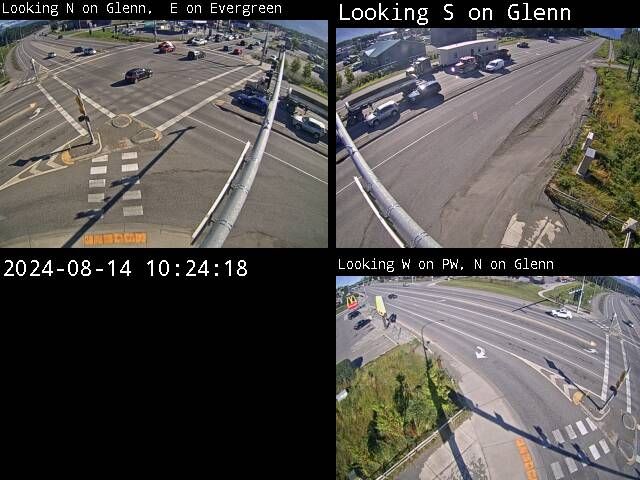 Looking N on Glenn, E on Evergreen
Looking S on Glenn
2024-08-14 10:24:18
Looking W on PW, N on Glenn